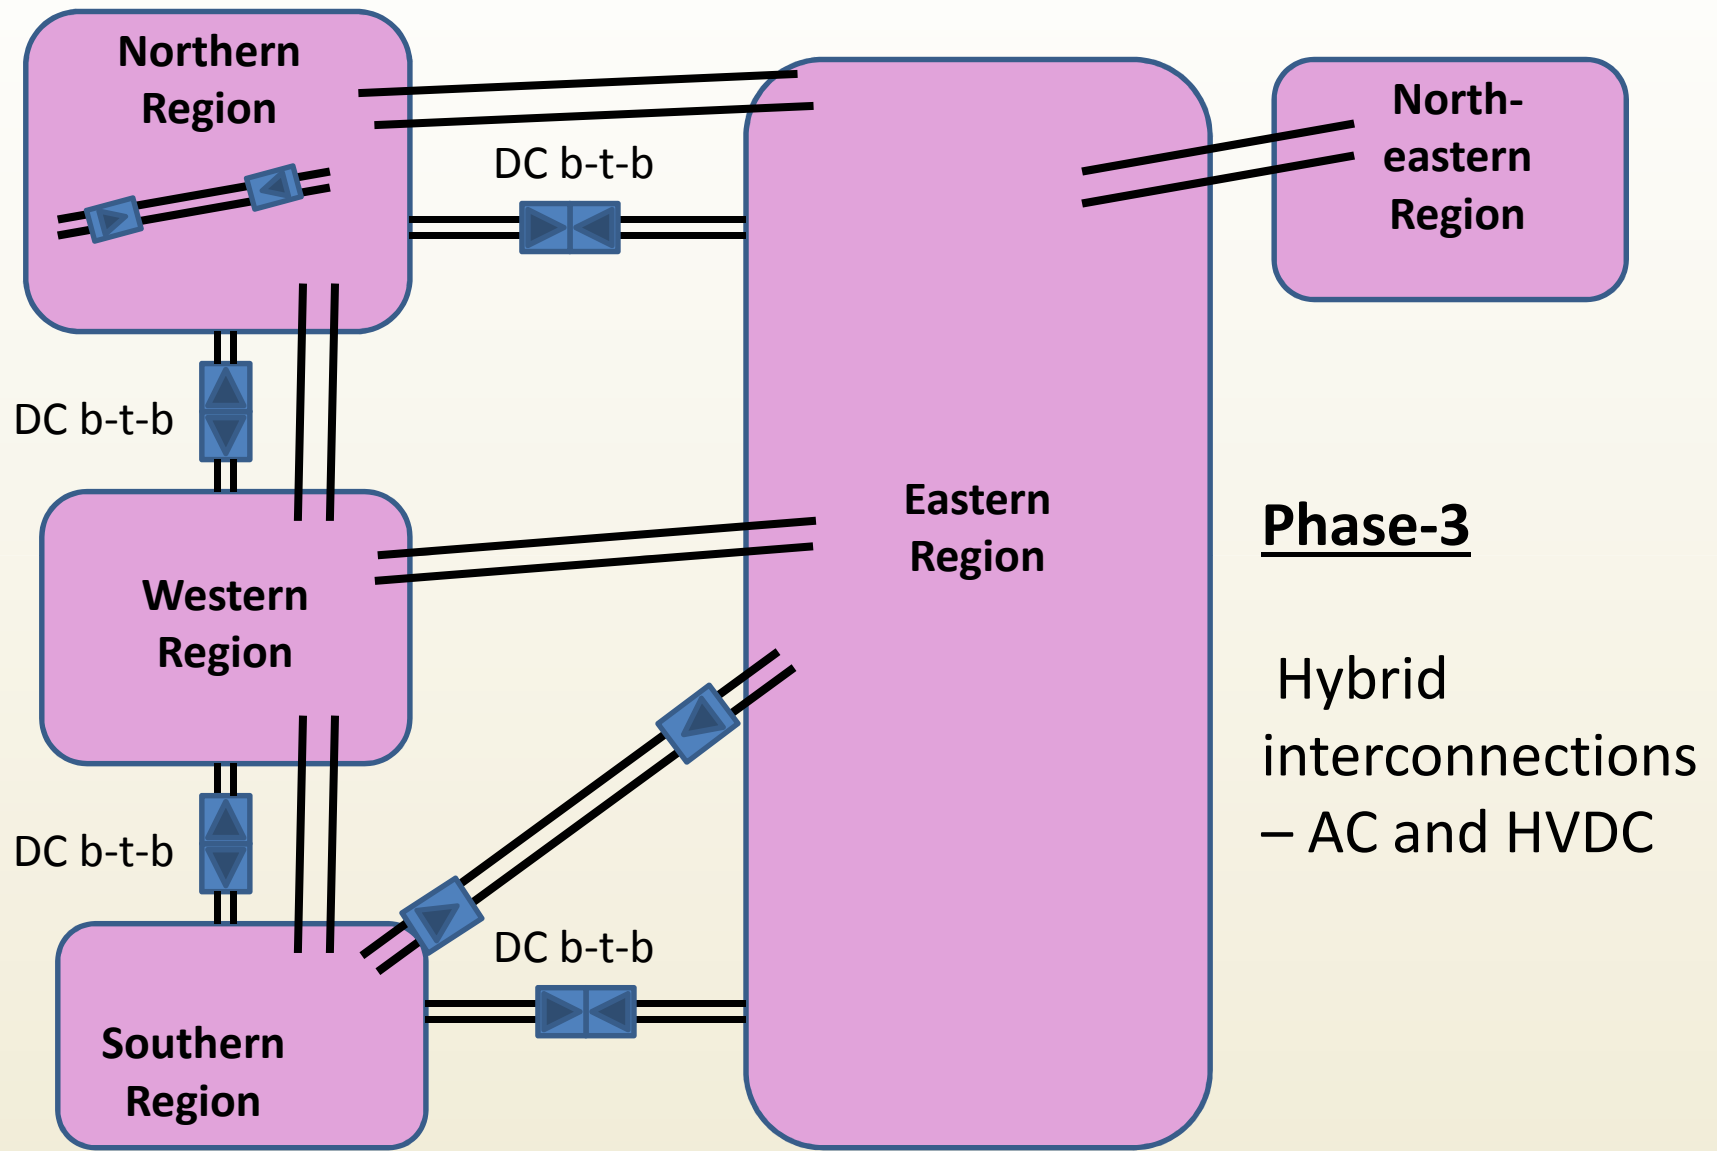 Northern
Region
DC b-t-b
North-
eastern
Region
DC b-t-b
Eastern
Region
Western
Region
Phase-3
Hybrid
interconnections
– AC and HVDC
DC b-t-b
DC b-t-b
Southern
Region